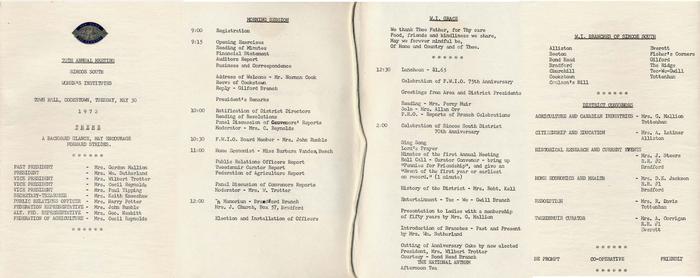 70TH ANNUAL MEETING
SIMCOE SOUTH
WOMEN'S INSTITUTES
TOWN HALL, COOKSTOWN, TUESDAY, MAY 30
1972
THEME
A BACKWARD GLANCE, MAY ENCOURAGE
FORWARD STRIDES.
* * * * * *
PAST PRESIDENT - Mrs. Gordon Mallion
PRESIDENT - Mrs. Wm. Sutherland
VICE PRESIDENT - Mrs. Wilbert Trotter
VICE PRESIDENT - Mrs. Cecil Reynolds
VICE PRESIDENT - Mrs. Paul Tipping
SECRETARY-TREASURER - Mrs. Keith
PUBLIC RELATIONS OFFICER - Mrs. Harry Potter
FEDERATION REPRESENTATIVE - Mrs. John Rumble
ALT. FED. REPRESENTATIVE - Mrs. Geo. Nesbitt
FEDERATION OF AGRICULTURE - Mrs. Cecil Reynolds
* * * * * *
MORNING SESSION
9:00 Registration
9:15 Opening Exercises
Reading of Minutes
Financial Statement
Auditors Report
Business and Correspondence
Address of Welcome - Mr. Norman Cook
Reeve of Cookstown
Reply - Gilford Branch
President's Remarks
10:00 Ratification of District Directors
Reading of Resolutions
Panel Discussion of Convenors' Reports
Moderator - Mrs. C. Reynolds
10:30 F.W.I.O. Board Member - Mrs. John Rumble
11:00 Home Economist - Miss Barbara Vanden Bosch
Public Relations Officers Report
Tweedsmuir Curator Report
Federation of Agriculture Report
Panel Discussion of Convenors Reports
Moderator - Mrs. W. Trotter
12:00 In Memoriam - Bradford Branch
Mrs. J. Church, Box 57, Bradford
Election and Installation of Officers
W.I. GRACE
We thank Thee Father, for Thy care
Food, friends and kindliness we share,
May we forever mindful be,
Of Home and Country and of Thee.
* * * * * *
12:30 Luncheon - $1.65
Celebration of F.W.I.O. 75th Anniversary
Greetings from Area and District Presidents
Reading - Mrs. Percy Muir
Solo - Mrs. Allan Orr
P.R.O. - Reports of Branch Celebrations
2:00 Celebration of Simcoe South District
70th Anniversary
Sing Song
Lord's Prayer
Minutes of the first Annual Meeting
Roll Call - Curator Convenor - bring up
"Pennies for Friendship", and give an
"Event of the first year or earliest
on record." (1 minute)
History of the District - Mrs. Robt. Kell
Entertainment - Tec - We - Gwill Branch
Presentation to Ladies with a membership
of fifty years by Mrs. G. Mallion
Introduction of Branches - Past and Present
by Mrs. Wm. Sutherland
Cutting of Anniversary Cake by new elected
President, Mrs. Wilbert Trotter
Courtesy - Bond Head Branch
THE NATIONAL ANTHEM
Afternoon Tea
W.I. BRANCHES OF SIMCOE SOUTH
Alliston Everett
Beeton Fisher's Corners
Bond Head Gilford
Bradford The Ridge
Churchill Tec-We-Gwill
Cookstown Tottenham
Coulson's Hill
* * * * * *
DISTRICT CONVENORS
AGRICULTURE AND CANADIAN INDUSTRIES - Mrs. G. Mallion
Tottenham
CITIZENSHIP AND EDUCATION - Mrs. A. Latimer
Alliston
HISTORICAL RESEARCH AND CURRENT EVENTS
- Mrs. J. Steers
R.R. #2
Bradford
HOME ECONOMICS AND HEALTH - Mrs. D.K. Jackson
R.R. #1
Bradford
RESOLUTION - Mrs. R. Davis
Tottenham
TWEEDSMUIR CURATOR - Mrs. A. Corrigan
R.R. #1
Everett
* * * * * *
BE PROMPT CO-OPERATIVE FRIENDLY